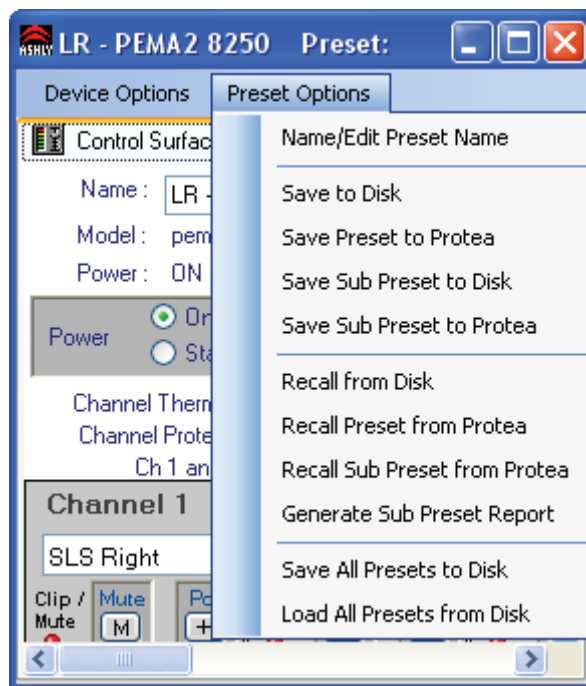 ASHLY LR - PEMA2 8250 Preset:
Device Options Preset Options
Control Surfac
Name/Edit Preset Name
Name : LR -
Save to Disk
Model : pem
Save Preset to Protea
Power : ON
Save Sub Preset to Disk
Power On
Save Sub Preset to Protea
Sta
Recall from Disk
Channel Therm
Recall Preset from Protea
Channel Prote
Recall Sub Preset from Protea
Ch 1 an
Channel 1
Generate Sub Preset Report
SLS Right
Save All Presets to Disk
Clip / Mute
Mute M
Po
+
Load All Presets from Disk